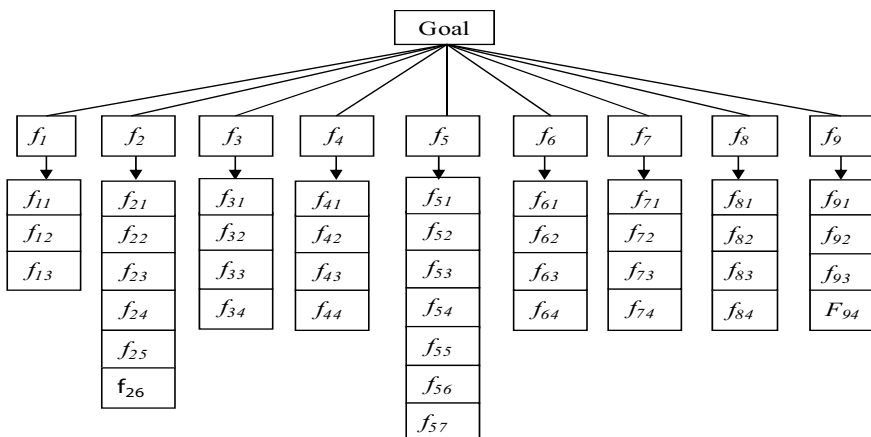 Goal
f1 f2 f3 f4 f5 f6 f7 f8 f9
f11 f21 f31 f41 f51 f61 f71 f81 f91
f12 f22 f32 f42 f52 f62 f72 f82 f92
f13 f23 f33 f43 f53 f63 f73 f83 f93
f24 f34 f44 f54 f64 f74 f84 F94
f25 f55
f26 f56
f57